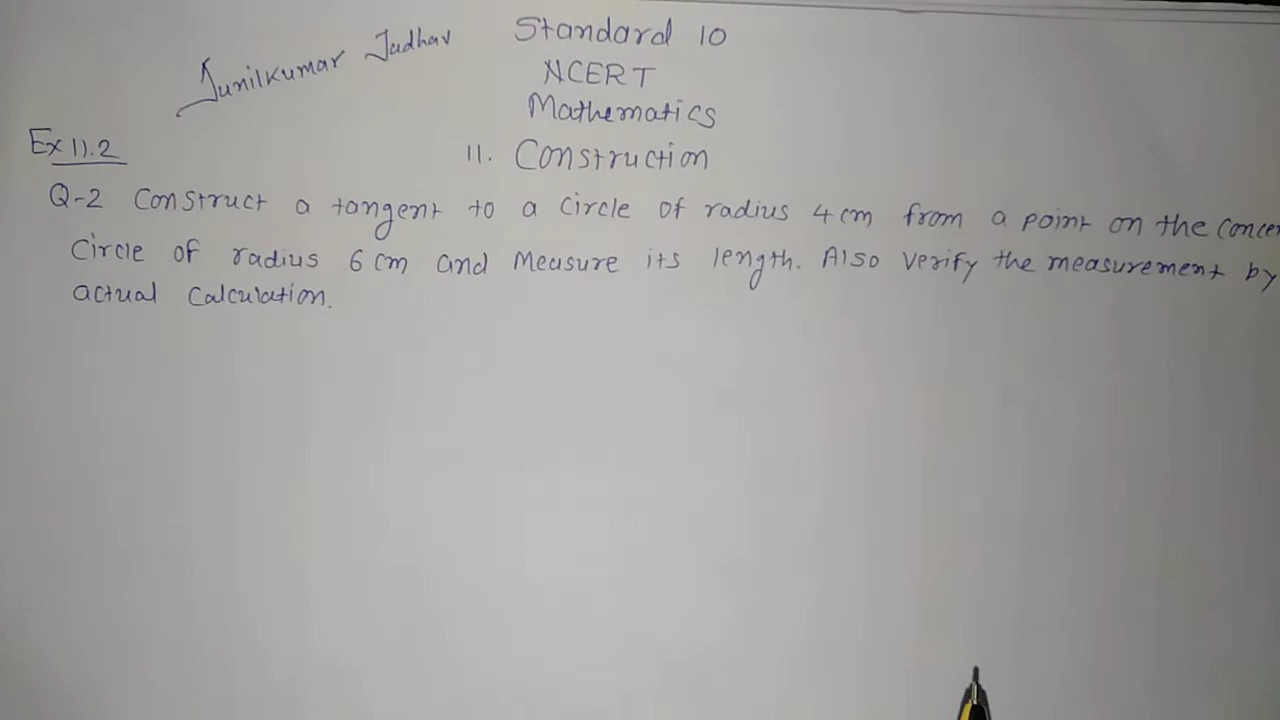 Sunilkumar Jadhav
Standard 10
NCERT
Mathematics
Ex 11.2
11. Construction
Q-2 Construct a tangent to a circle of radius 4 cm from a point on the concen
Circle of radius 6 cm and Measure its length. Also verify the measurement by
actual Calculation.